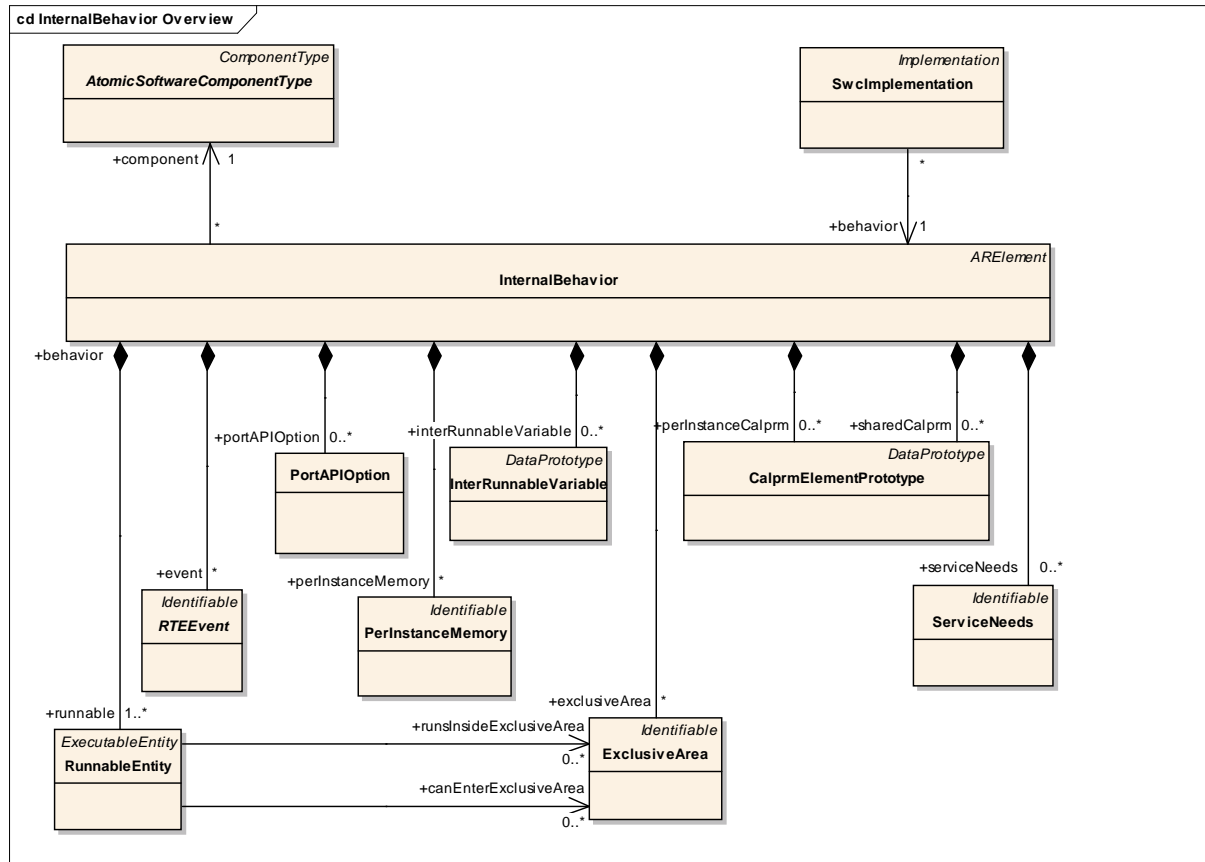 cd InternalBehavior Overview
ComponentType
AtomicSoftwareComponentType
Implementation
SwcImplementation
+component 1
*
*
+behavior 1
ARElement
InternalBehavior
+behavior
+portAPIOption 0..*
+interRunnableVariable 0..*
+perInstanceCalprm 0..*
+sharedCalprm 0..*
PortAPIOption
DataPrototype
InterRunnableVariable
DataPrototype
CalprmElementPrototype
+event *
+perInstanceMemory *
+serviceNeeds 0..*
Identifiable
RTEEvent
Identifiable
PerInstanceMemory
Identifiable
ServiceNeeds
+runnable 1..*
+exclusiveArea *
ExecutableEntity
RunnableEntity
+runsInsideExclusiveArea
0..*
+canEnterExclusiveArea
0..*
Identifiable
ExclusiveArea